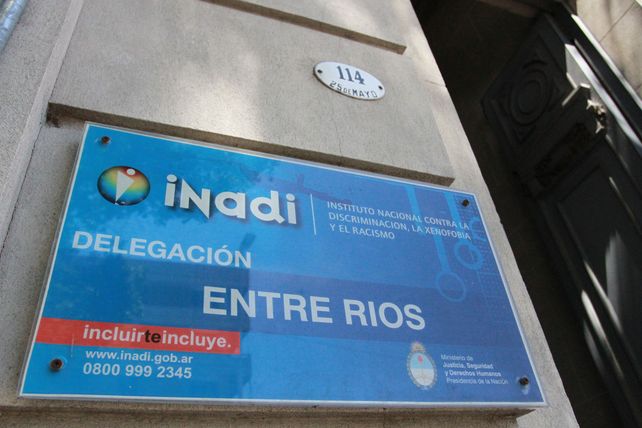 114
25 DE MAYO
iNadi
INSTITUTO NACIONAL CONTRA LA
DISCRIMINACION, LA XENOFOBIA
Y EL RACISMO
DELEGACIÓN
ENTRE RIOS
incluirteincluye.
www.inadi.gob.ar
0800 999 2345
Ministerio de
Justicia, Seguridad
y Derechos Humanos
Presidencia de la Nación